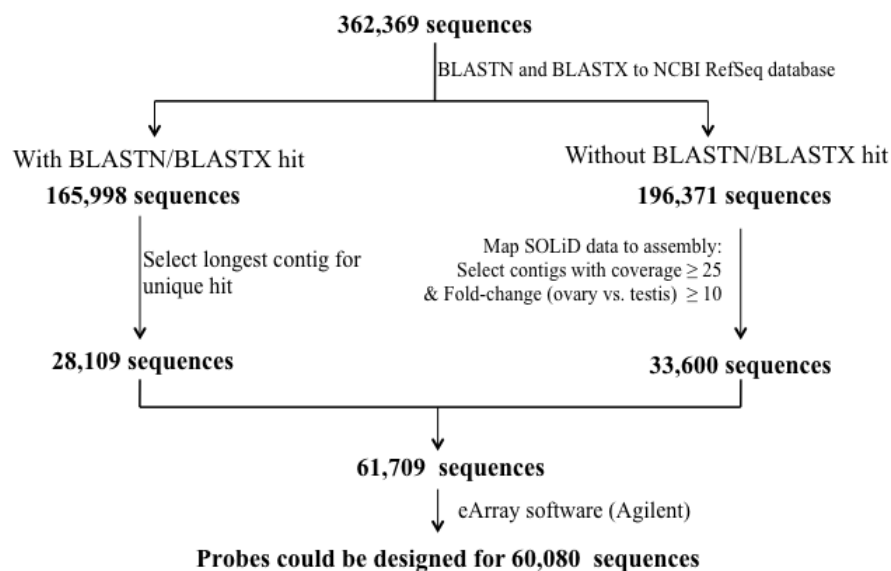 362,369 sequences
BLASTN and BLASTX to NCBI RefSeq database
With BLASTN/BLASTX hit
165,998 sequences
Without BLASTN/BLASTX hit
196,371 sequences
Select longest contig for
unique hit
Map SOLiD data to assembly:
Select contigs with coverage ≥ 25
& Fold-change (ovary vs. testis) ≥ 10
28,109 sequences
33,600 sequences
61,709 sequences
eArray software (Agilent)
Probes could be designed for 60,080 sequences